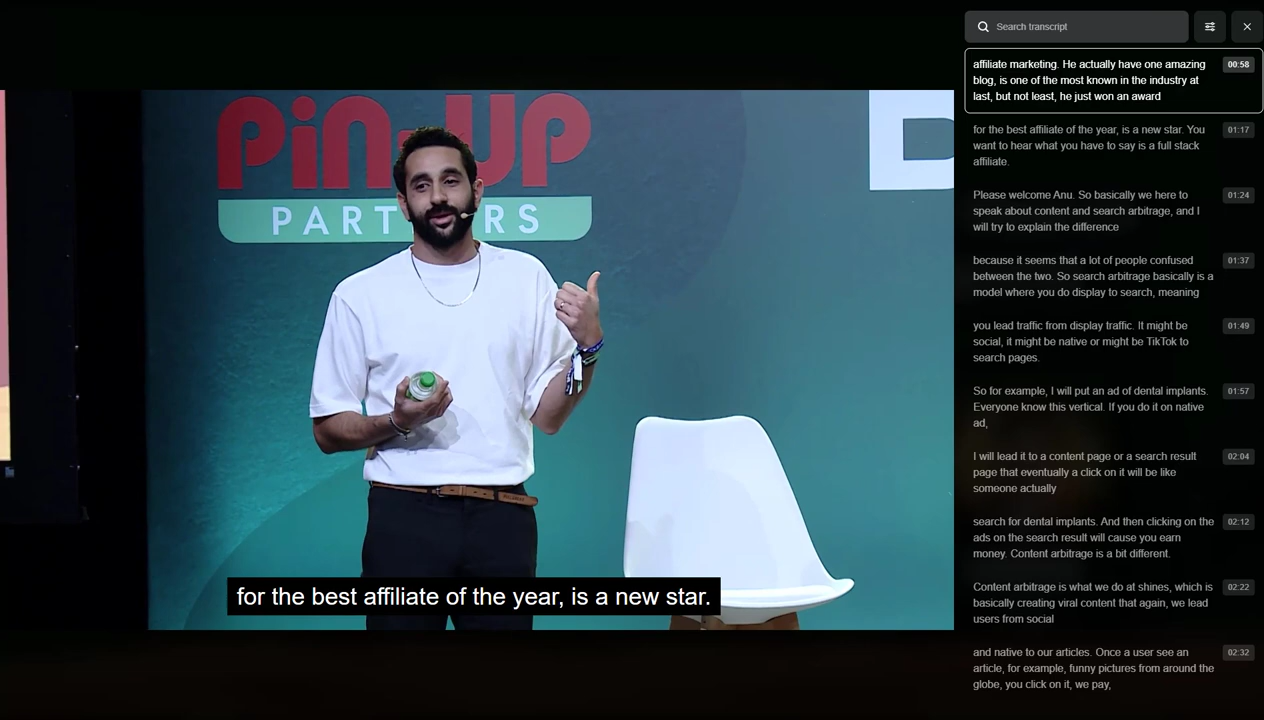 PiN-UP
PART RS
for the best affiliate of the year, is a new star.
Search transcript
affiliate marketing. He actually have one amazing
blog, is one of the most known in the industry at
last, but not least, he just won an award
00:58
for the best affiliate of the year, is a new star. You
want to hear what you have to say is a full stack
affiliate.
01:17
Please welcome Anu. So basically we here to
speak about content and search arbitrage, and I
will try to explain the difference
01:24
because it seems that a lot of people confused
between the two. So search arbitrage basically is a
model where you do display to search, meaning
01:37
you lead traffic from display traffic. It might be
social, it might be native or might be TikTok to
search pages.
01:49
So for example, I will put an ad of dental implants.
Everyone know this vertical. If you do it on native
ad,
01:57
I will lead it to a content page or a search result
page that eventually a click on it will be like
someone actually
02:04
search for dental implants. And then clicking on the
ads on the search result will cause you earn
money. Content arbitrage is a bit different.
02:12
Content arbitrage is what we do at shines, which is
basically creating viral content that again, we lead
users from social
02:22
and native to our articles. Once a user see an
article, for example, funny pictures from around the
globe, you click on it, we pay,
02:32